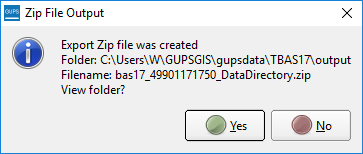 GUPS Zip File Output
Export Zip file was created
Folder: C:\Users\W\GUPSGIS\gupsdata\TBAS17\output
Filename: bas17_49901171750_DataDirectory.zip
View folder?
Yes No